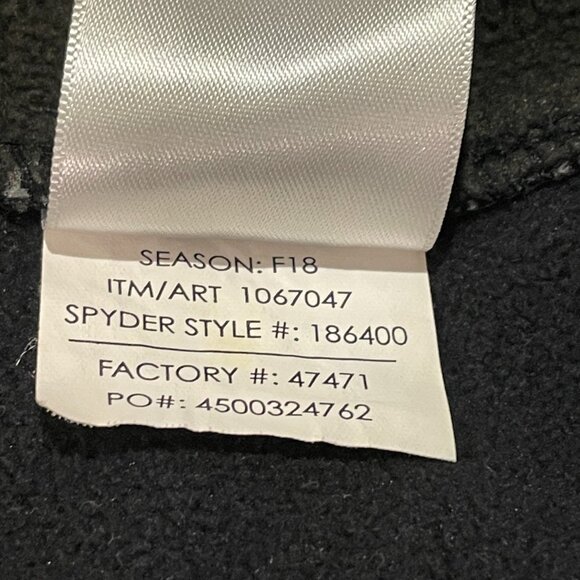 SEASON: F18
ITM/ART 1067047
SPYDER STYLE #: 186400
FACTORY #: 47471
PO#: 4500324762